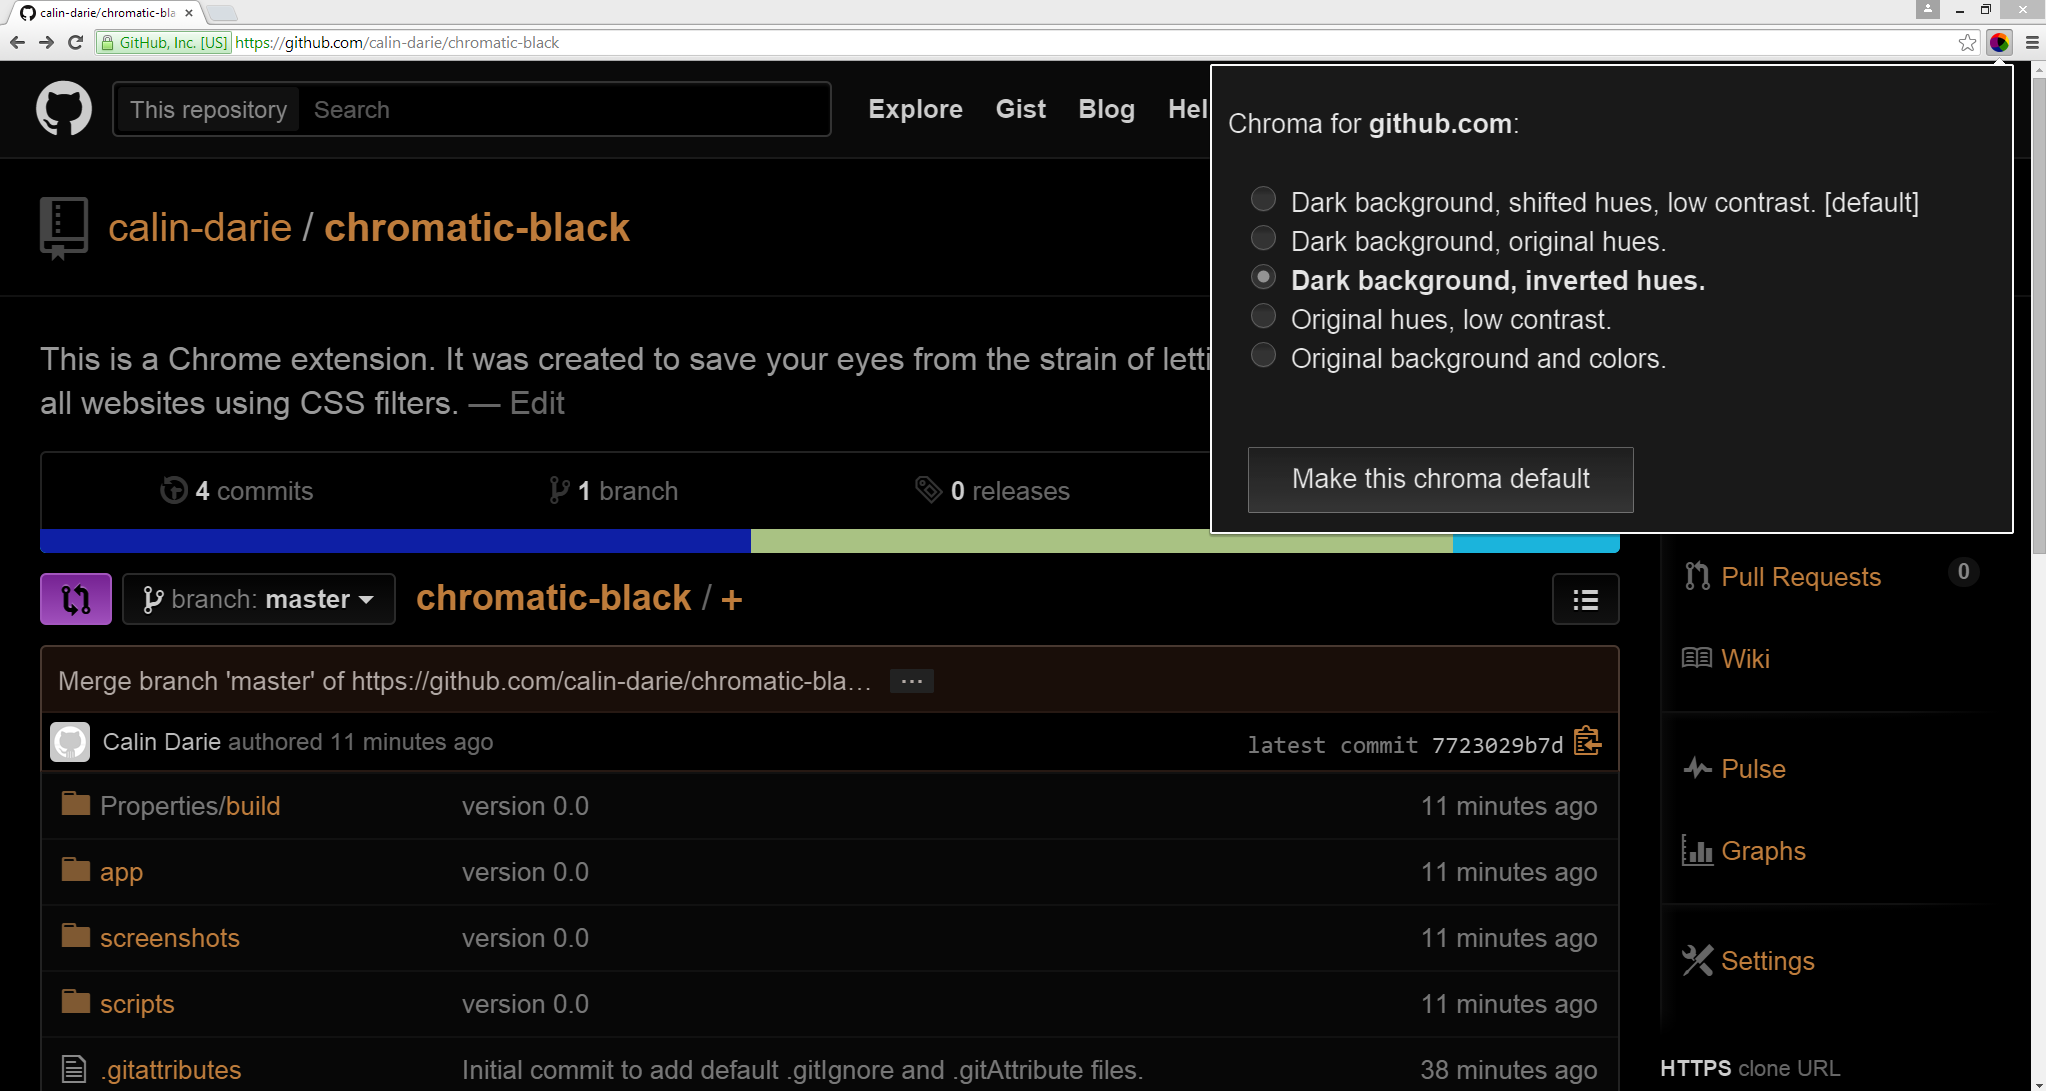 calin-darie/chromatic-bla
GitHub, Inc. [US] https://github.com/calin-darie/chromatic-black
This repository Search
Explore Gist Blog Hel
Chroma for github.com:
Dark background, shifted hues, low contrast. [default]
Dark background, original hues.
Dark background, inverted hues.
Original hues, low contrast.
Original background and colors.
Make this chroma default
calin-darie / chromatic-black
This is a Chrome extension. It was created to save your eyes from the strain of letti
all websites using CSS filters. — Edit
4 commits 1 branch 0 releases
branch: master chromatic-black / +
Merge branch 'master' of https://github.com/calin-darie/chromatic-bla… ...
Calin Darie authored 11 minutes ago latest commit 7723029b7d
Properties/build version 0.0 11 minutes ago
app version 0.0 11 minutes ago
screenshots version 0.0 11 minutes ago
scripts version 0.0 11 minutes ago
.gitattributes Initial commit to add default .gitIgnore and .gitAttribute files. 38 minutes ago
Pull Requests 0
Wiki
Pulse
Graphs
Settings
HTTPS clone URL